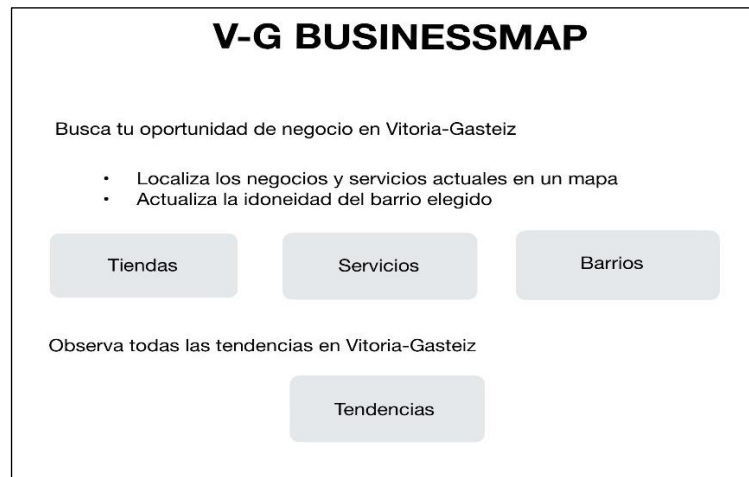 V-G BUSINESSMAP
Busca tu oportunidad de negocio en Vitoria-Gasteiz
• Localiza los negocios y servicios actuales en un mapa
• Actualiza la idoneidad del barrio elegido
Tiendas
Servicios
Barrios
Observa todas las tendencias en Vitoria-Gasteiz
Tendencias